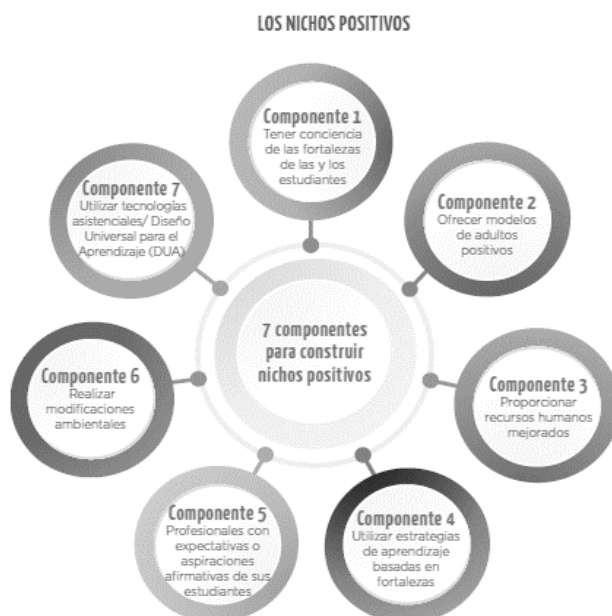 LOS NICHOS POSITIVOS
Componente 1
Tener conciencia
de las fortalezas
de las y los
estudiantes
Componente 2
Ofrecer modelos
de adultos
positivos
Componente 3
Proporcionar
recursos humanos
mejorados
Componente 4
Utilizar estrategias
de aprendizaje
basadas en
fortalezas
Componente 5
Profesionales con
expectativas o
aspiraciones
afirmativas de sus
estudiantes
Componente 6
Realizar
modificaciones
ambientales
Componente 7
Utilizar tecnologías
asistenciales/ Diseño
Universal para el
Aprendizaje (DUA)
7 componentes
para construir
nichos positivos